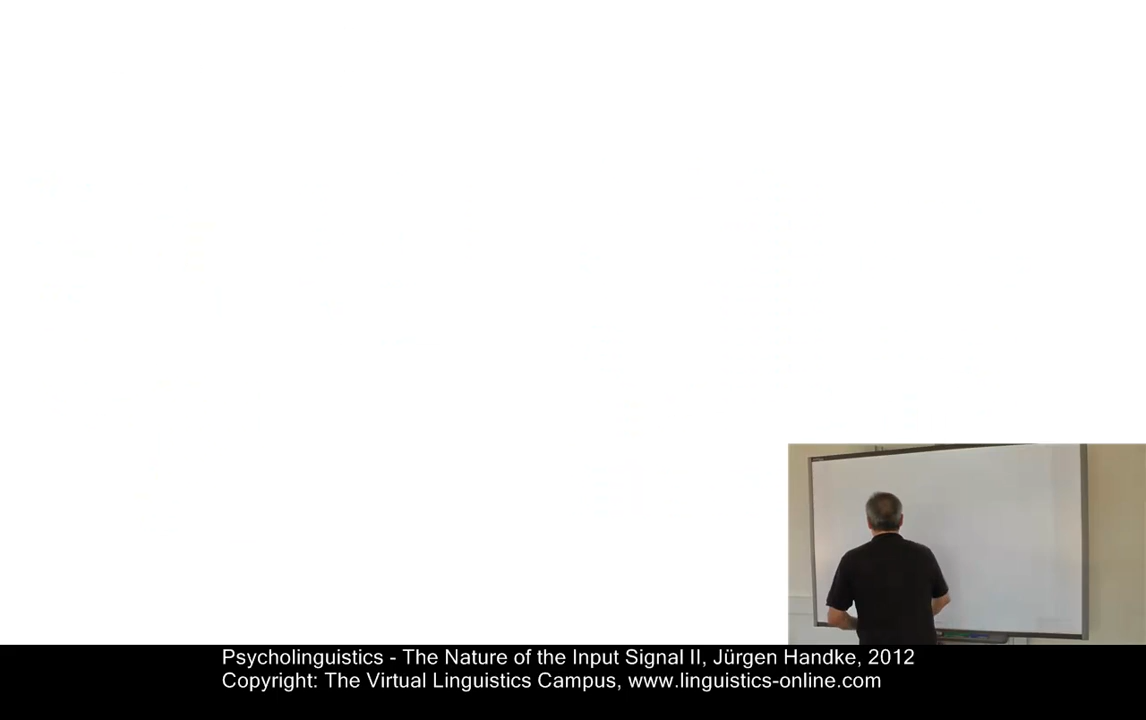 Psycholinguistics - The Nature of the Input Signal II, Jürgen Handke, 2012
Copyright: The Virtual Linguistics Campus, www.linguistics-online.com